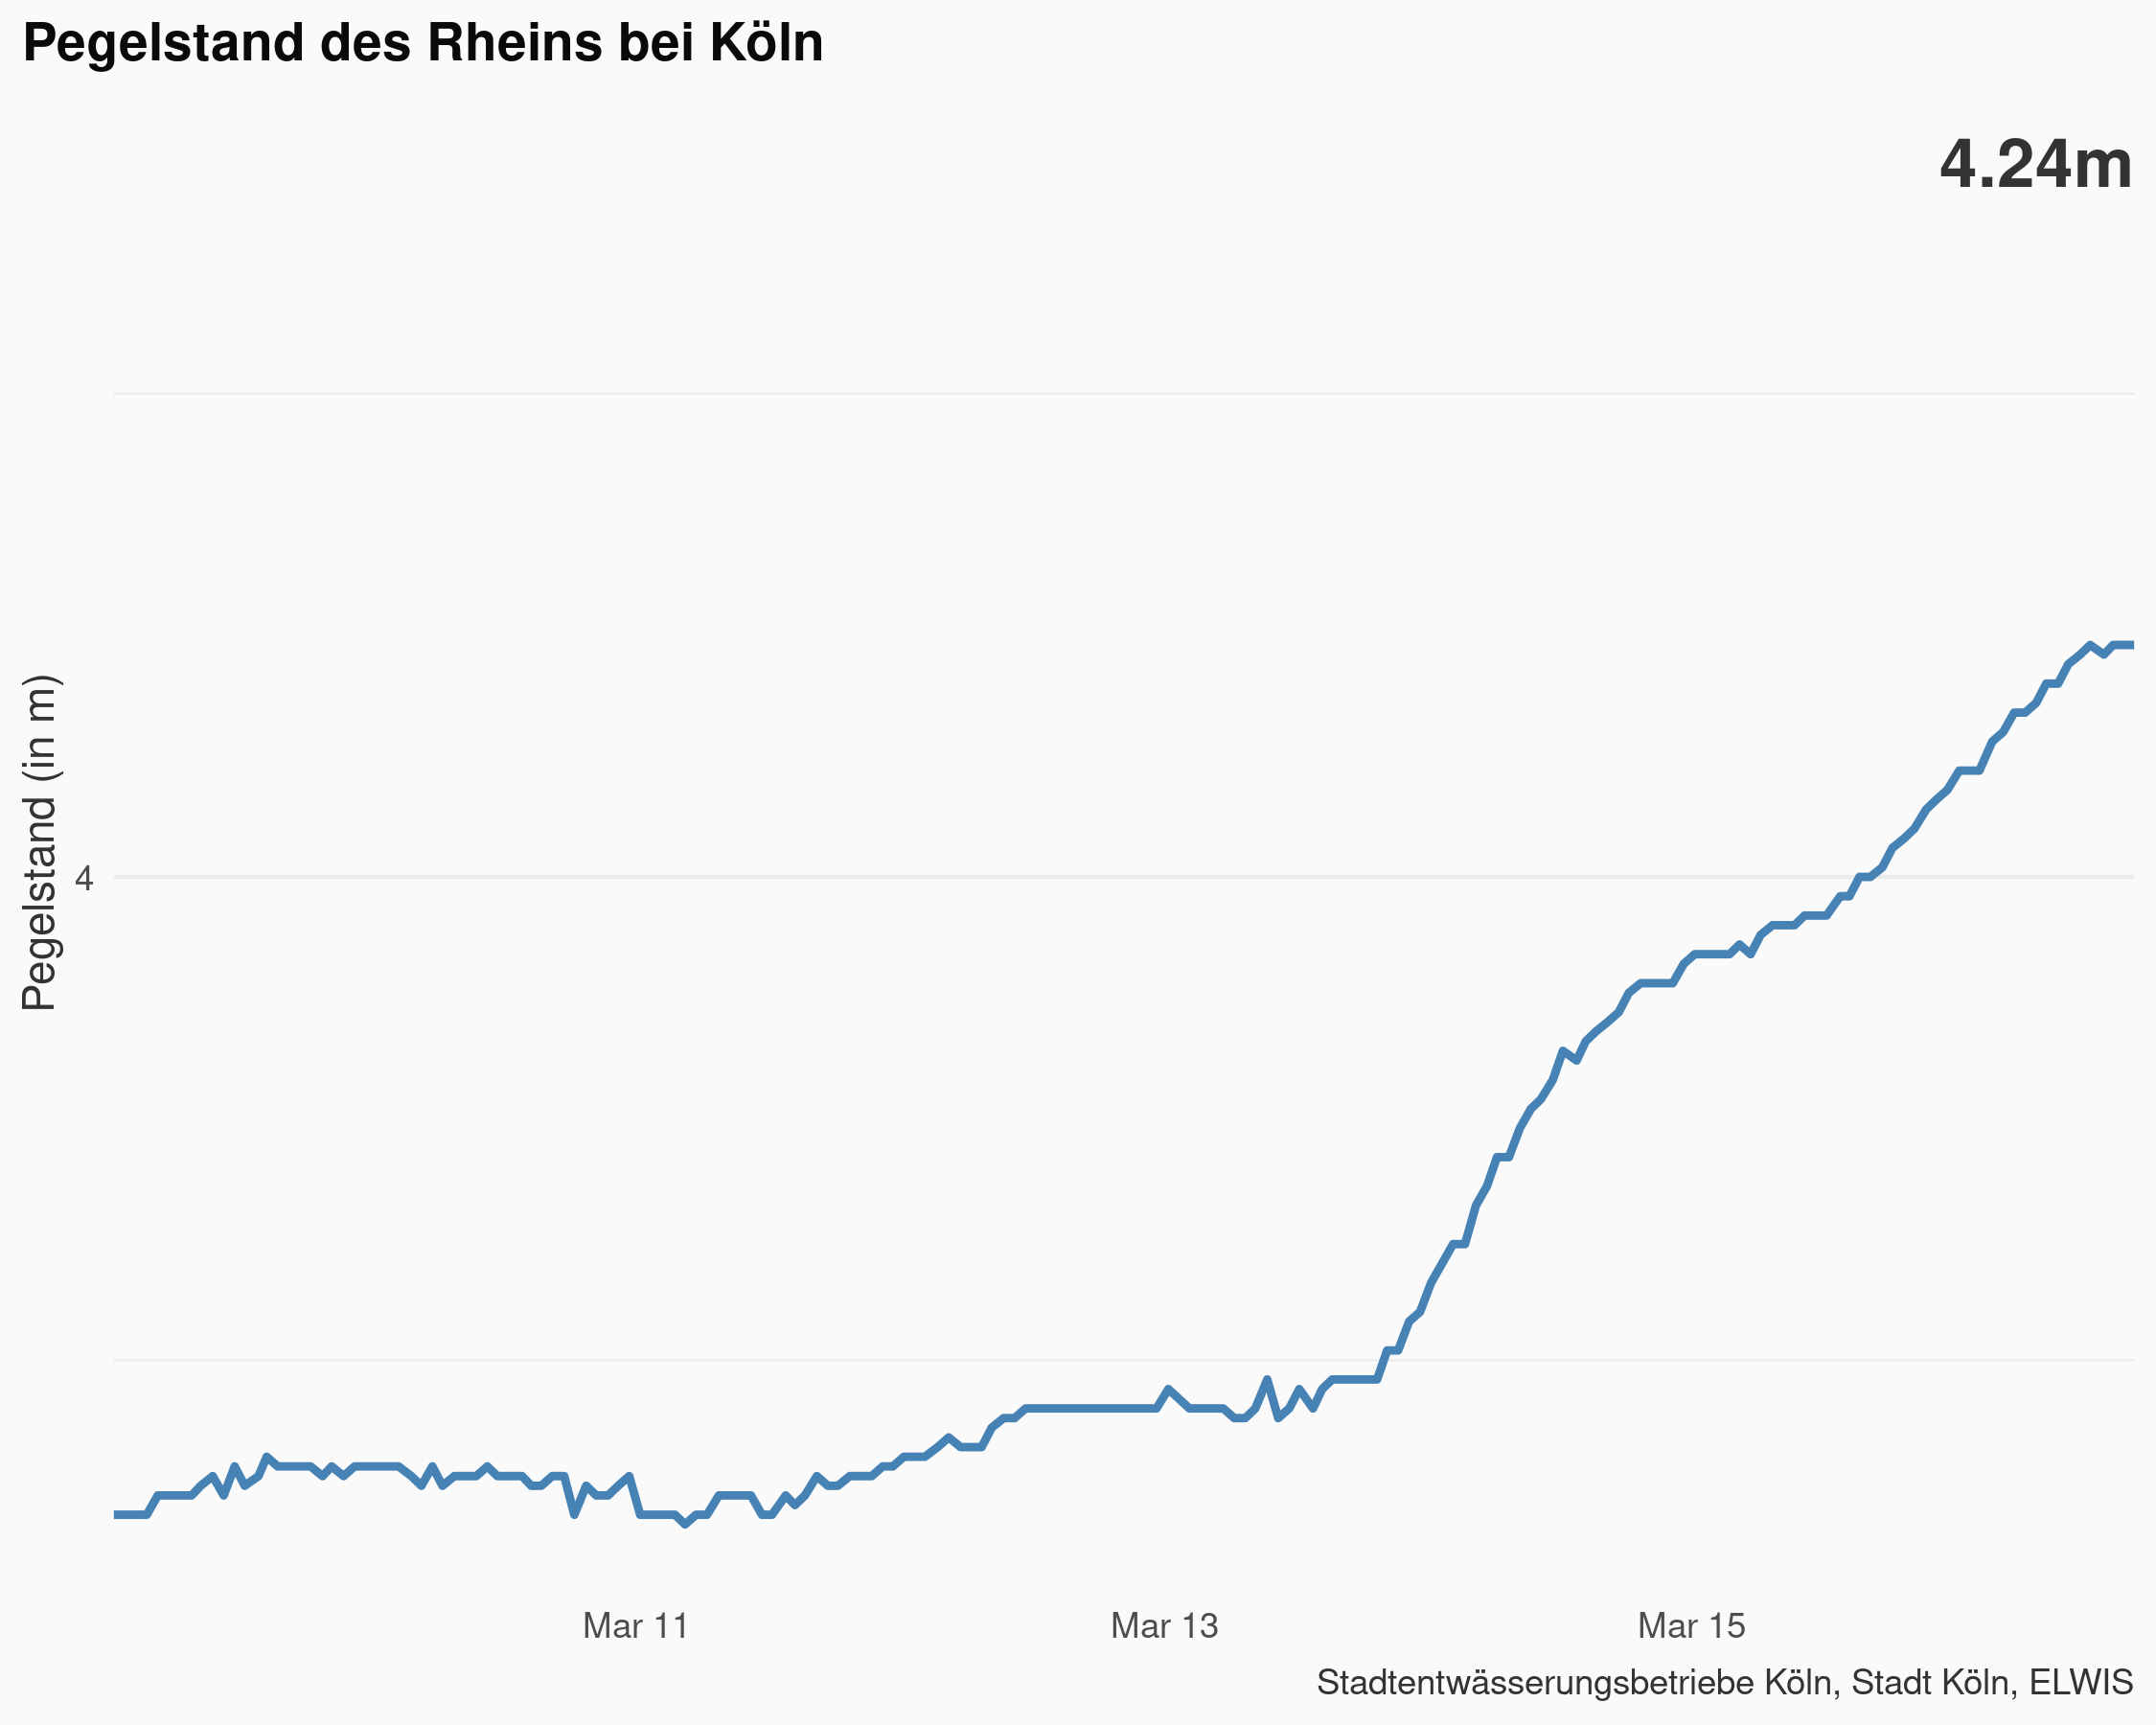 Pegelstand des Rheins bei Köln
4.24m
Pegelstand (in m)
4
Mar 11
Mar 13
Mar 15
Stadtentwässerungsbetriebe Köln, Stadt Köln, ELWIS